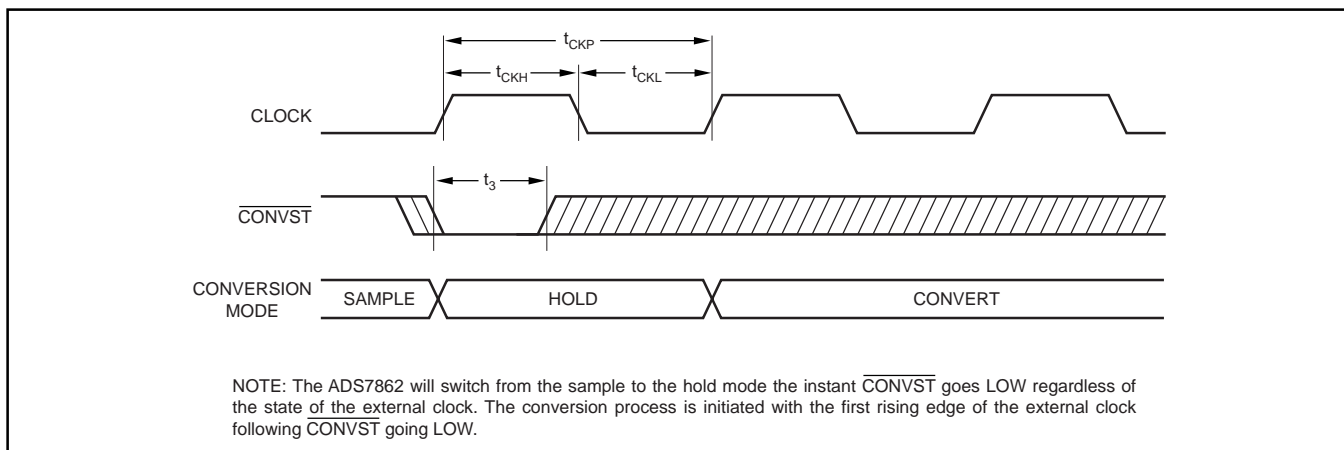 tCKP
tCKH
tCKL
CLOCK
t3
CONVST
CONVERSION
MODE
SAMPLE
HOLD
CONVERT
NOTE: The ADS7862 will switch from the sample to the hold mode the instant CONVST goes LOW regardless of
the state of the external clock. The conversion process is initiated with the first rising edge of the external clock
following CONVST going LOW.